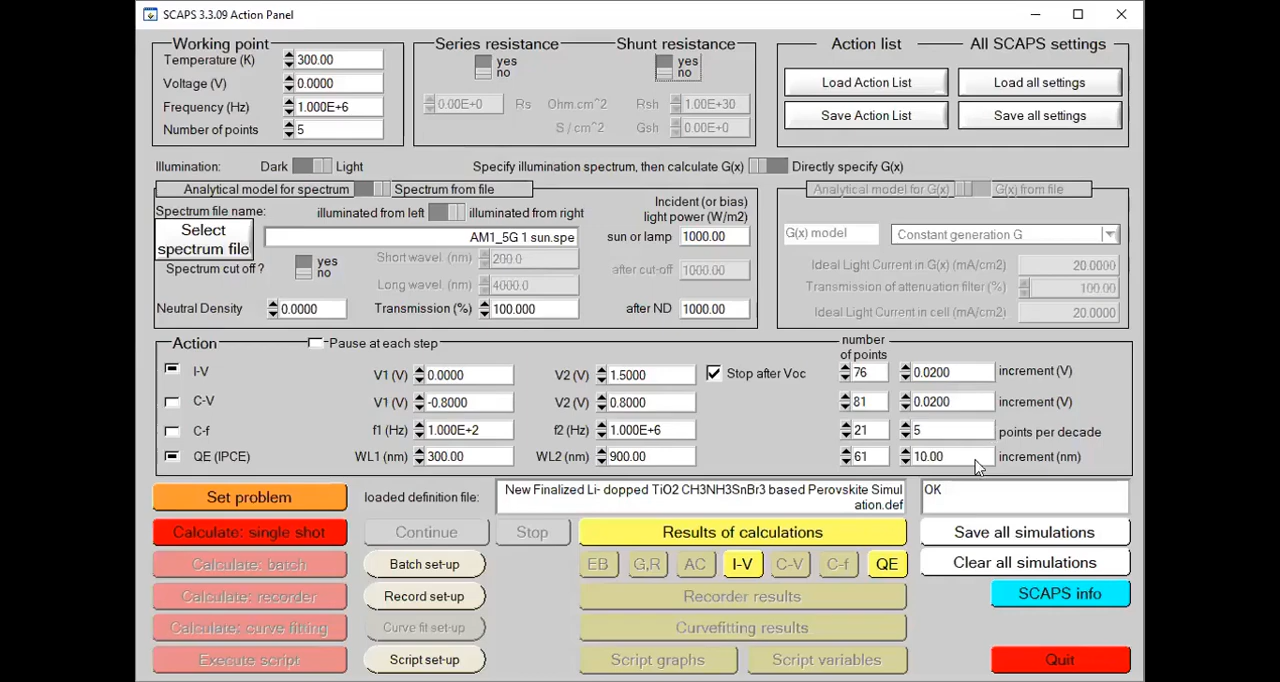 SCAPS 3.3.09 Action Panel
Working point
Temperature (K) 300.00
Voltage (V) 0.0000
Frequency (Hz) 1.000E+6
Number of points 5
Series resistance
yes
no
Shunt resistance
yes
no
0.00E+0 Rs Ohm.cm^2 Rsh 1.00E+30
S / cm^2 Gsh 0.00E+0
Action list
Load Action List
Save Action List
All SCAPS settings
Load all settings
Save all settings
Illumination: Dark Light
Specify illumination spectrum, then calculate G(x) Directly specify G(x)
Analytical model for spectrum Spectrum from file
Spectrum file name: illuminated from left illuminated from right
Select
spectrum file
AM1_5G 1 sun.spe
Spectrum cut off ? yes
no
Short wavel. (nm) 200.0
Long wavel. (nm) 4000.0
Neutral Density 0.0000 Transmission (%) 100.000
Incident (or bias)
light power (W/m2)
sun or lamp 1000.00
after cut-off 1000.00
after ND 1000.00
Analytical model for G(x) G(x) from file
G(x) model Constant generation G
Ideal Light Current in G(x) (mA/cm2) 20.0000
Transmission of attenuation filter (%) 100.00
Ideal Light Current in cell (mA/cm2) 20.0000
Action Pause at each step
number
of points
I-V V1 (V) 0.0000 V2 (V) 1.5000 Stop after Voc 76 0.0200 increment (V)
C-V V1 (V) -0.8000 V2 (V) 0.8000 81 0.0200 increment (V)
C-f f1 (Hz) 1.000E+2 f2 (Hz) 1.000E+6 21 5 points per decade
QE (IPCE) WL1 (nm) 300.00 WL2 (nm) 900.00 61 10.00 increment (nm)
Set problem loaded definition file:
New Finalized Li- dopped TiO2 CH3NH3SnBr3 based Perovskite Simul
ation.def
OK
Calculate: single shot Continue Stop Results of calculations Save all simulations
Calculate: batch Batch set-up EB G,R AC I-V C-V C-f QE Clear all simulations
Calculate: recorder Record set-up Recorder results SCAPS info
Calculate: curve fitting Curve fit set-up Curvefitting results
Execute script Script set-up Script graphs Script variables Quit